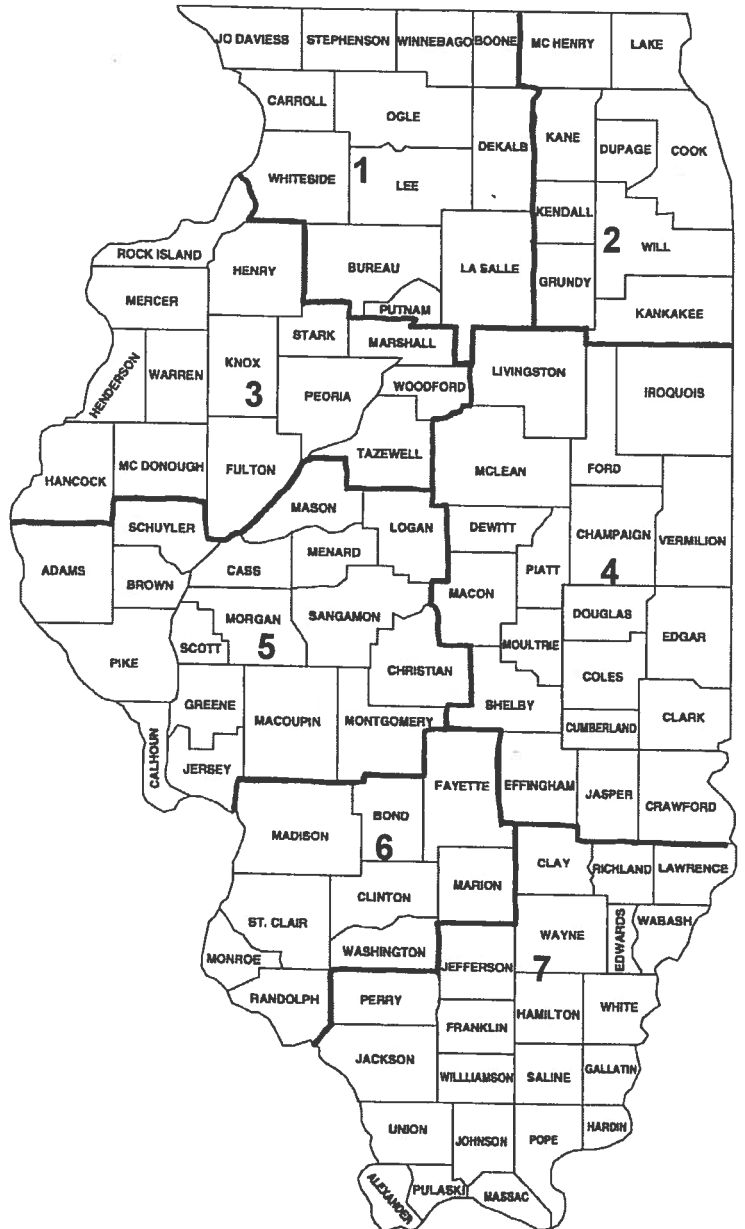 JO DAVIESS STEPHENSON WINNEBAGO BOONE MC HENRY LAKE
CARROLL OGLE DEKALB KANE DUPAGE COOK
WHITESIDE 1 LEE
KENDALL 2 WILL
ROCK ISLAND HENRY BUREAU LA SALLE GRUNDY
MERCER PUTNAM KANKAKEE
STARK MARSHALL
HENDERSON WARREN KNOX 3 PEORIA WOODFORD LIVINGSTON IROQUOIS
HANCOCK MC DONOUGH FULTON TAZEWELL MCLEAN FORD
MASON
SCHUYLER LOGAN DEWITT CHAMPAIGN VERMILION
ADAMS BROWN CASS MENARD MACON PIATT 4
MORGAN SANGAMON DOUGLAS EDGAR
PIKE SCOTT 5 CHRISTIAN MOULTRIE COLES
GREENE MACOUPIN MONTGOMERY SHELBY CUMBERLAND CLARK
CALHOUN JERSEY FAYETTE EFFINGHAM JASPER CRAWFORD
MADISON BOND 6
CLAY RICHLAND LAWRENCE
CLINTON MARION
ST. CLAIR WAYNE EDWARDS WABASH
MONROE WASHINGTON JEFFERSON 7
RANDOLPH PERRY FRANKLIN HAMILTON WHITE
JACKSON WILLLIAMSON SALINE GALLATIN
UNION JOHNSON POPE HARDIN
ALEXANDER PULASKI MASSAC